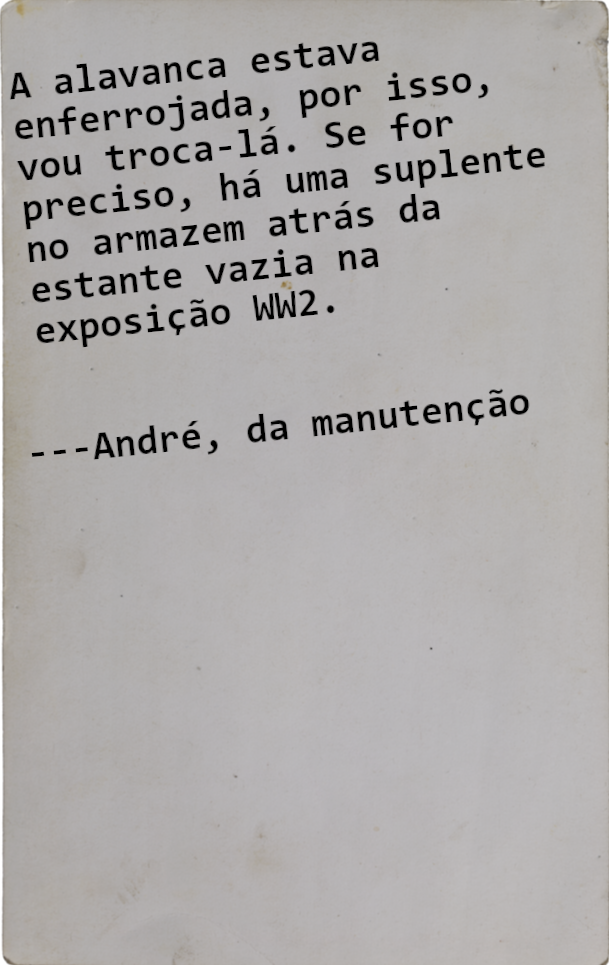 A alavanca estava
enferrojada, por isso,
vou troca-lá. Se for
preciso, há uma suplente
no armazem atrás da
estante vazia na
exposição WW2.
---André, da manutenção